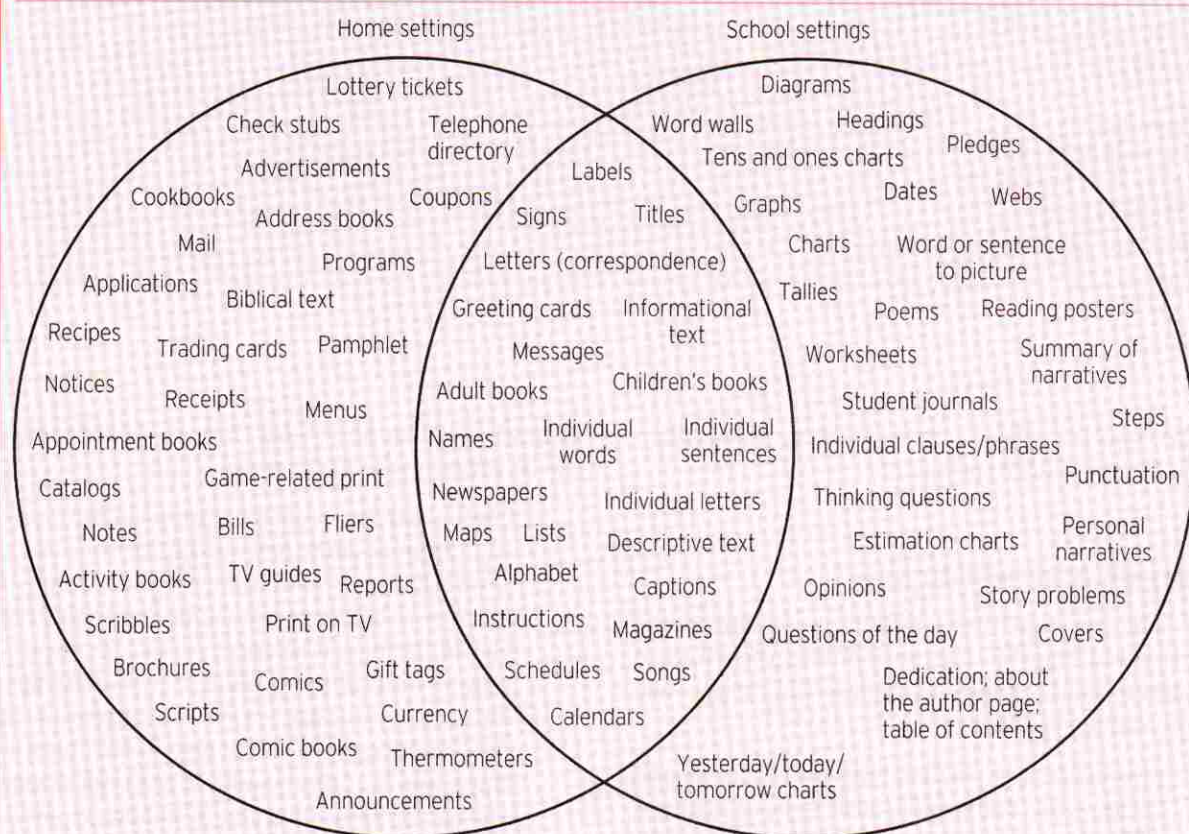 Home settings
School settings
Lottery tickets
Check stubs
Telephone
directory
Advertisements
Cookbooks
Coupons
Address books
Mail
Programs
Applications
Biblical text
Recipes
Trading cards
Pamphlet
Notices
Receipts
Menus
Appointment books
Catalogs
Game-related print
Notes
Bills
Fliers
Activity books
TV guides
Reports
Scribbles
Print on TV
Brochures
Comics
Gift tags
Scripts
Currency
Comic books
Thermometers
Announcements
Labels
Signs
Titles
Letters (correspondence)
Greeting cards
Informational
text
Messages
Adult books
Children's books
Names
Individual
words
Individual
sentences
Newspapers
Individual letters
Maps
Lists
Descriptive text
Alphabet
Captions
Instructions
Magazines
Schedules
Songs
Calendars
Diagrams
Word walls
Headings
Pledges
Tens and ones charts
Graphs
Dates
Webs
Charts
Word or sentence
to picture
Tallies
Poems
Reading posters
Worksheets
Summary of
narratives
Student journals
Steps
Individual clauses/phrases
Punctuation
Thinking questions
Estimation charts
Personal
narratives
Opinions
Story problems
Questions of the day
Covers
Dedication; about
the author page;
table of contents
Yesterday/today/
tomorrow charts